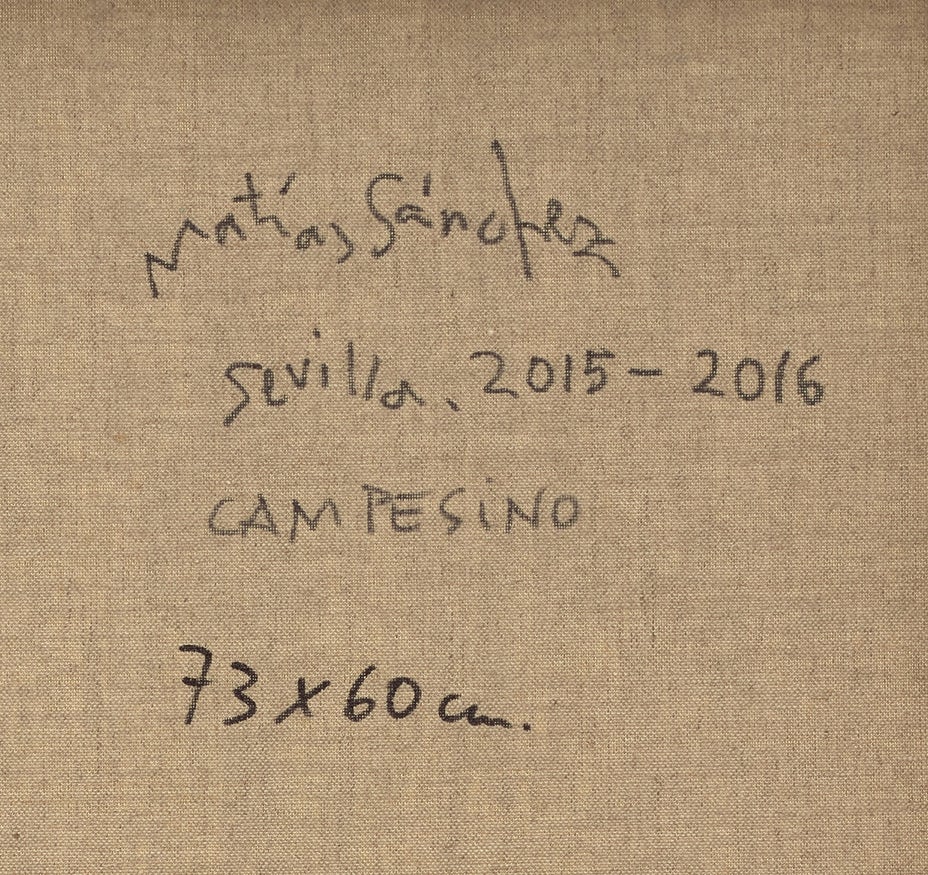 Matías Sánchez
Sevilla. 2015 - 2016
CAMPESiNO
73 x 60 cm.